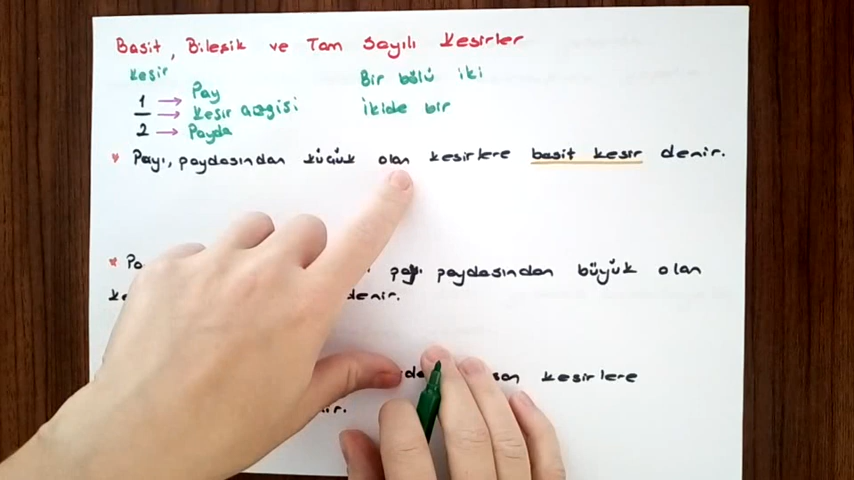 Basit, Bileşik ve Tam Sayılı Kesirler
Kesir
1 → Pay
→ Kesir çizgisi
2 → Payda
Bir bölü iki
İkide bir
* Payı, paydasından küçük olan kesirlere basit kesir denir.
* payı paydasından büyük olan
denir.
kesirlere